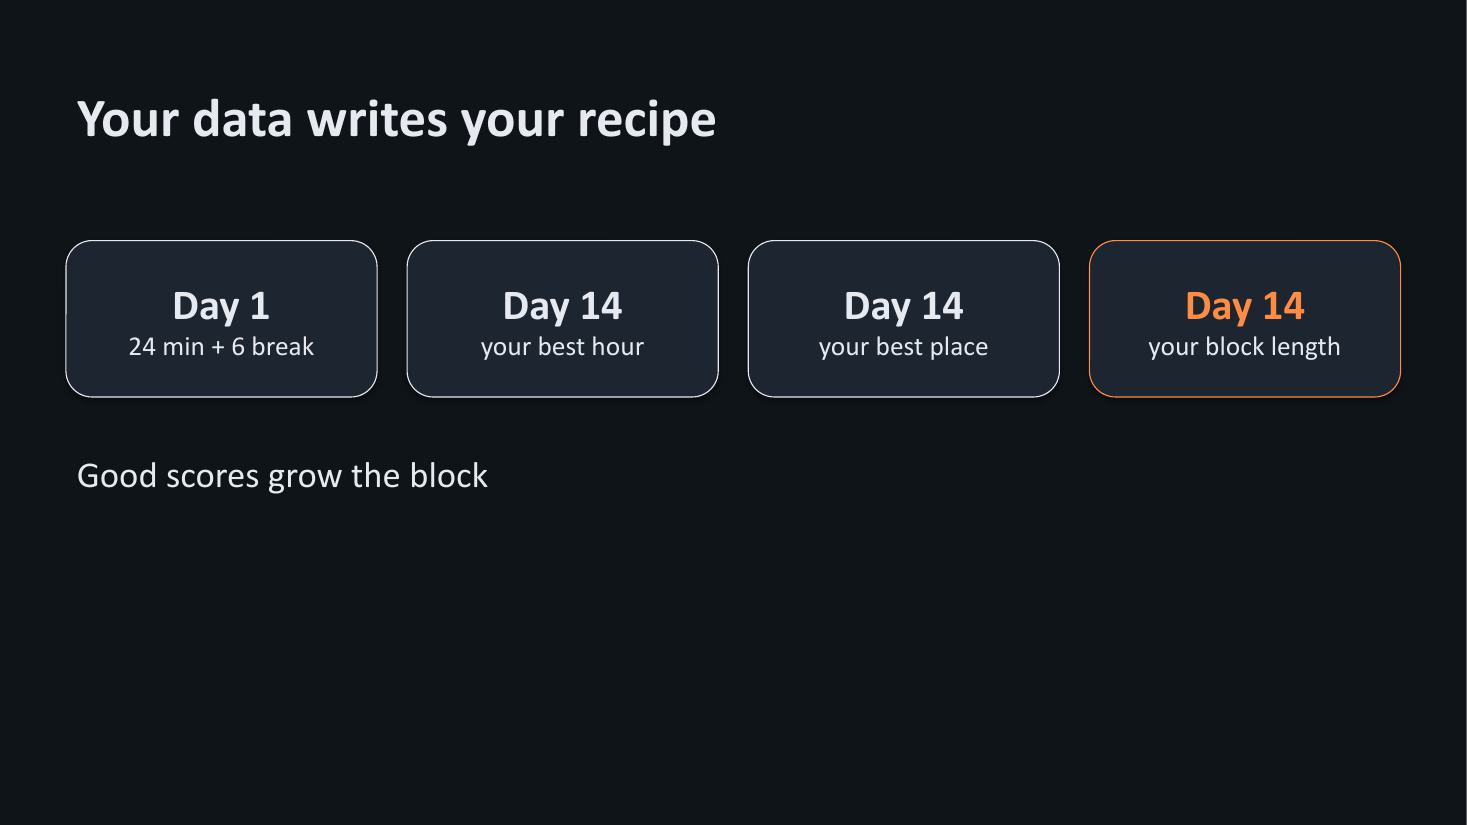 Your data writes your recipe
Day 1
24 min + 6 break
Day 14
your best hour
Day 14
your best place
Day 14
your block length
Good scores grow the block